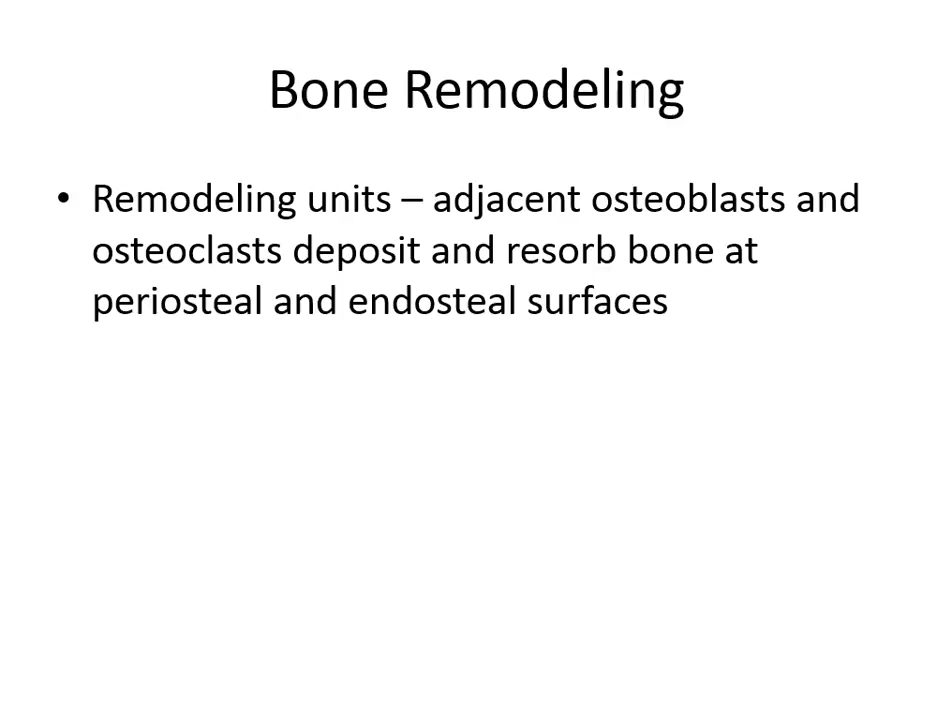 Bone Remodeling
• Remodeling units – adjacent osteoblasts and
osteoclasts deposit and resorb bone at
periosteal and endosteal surfaces